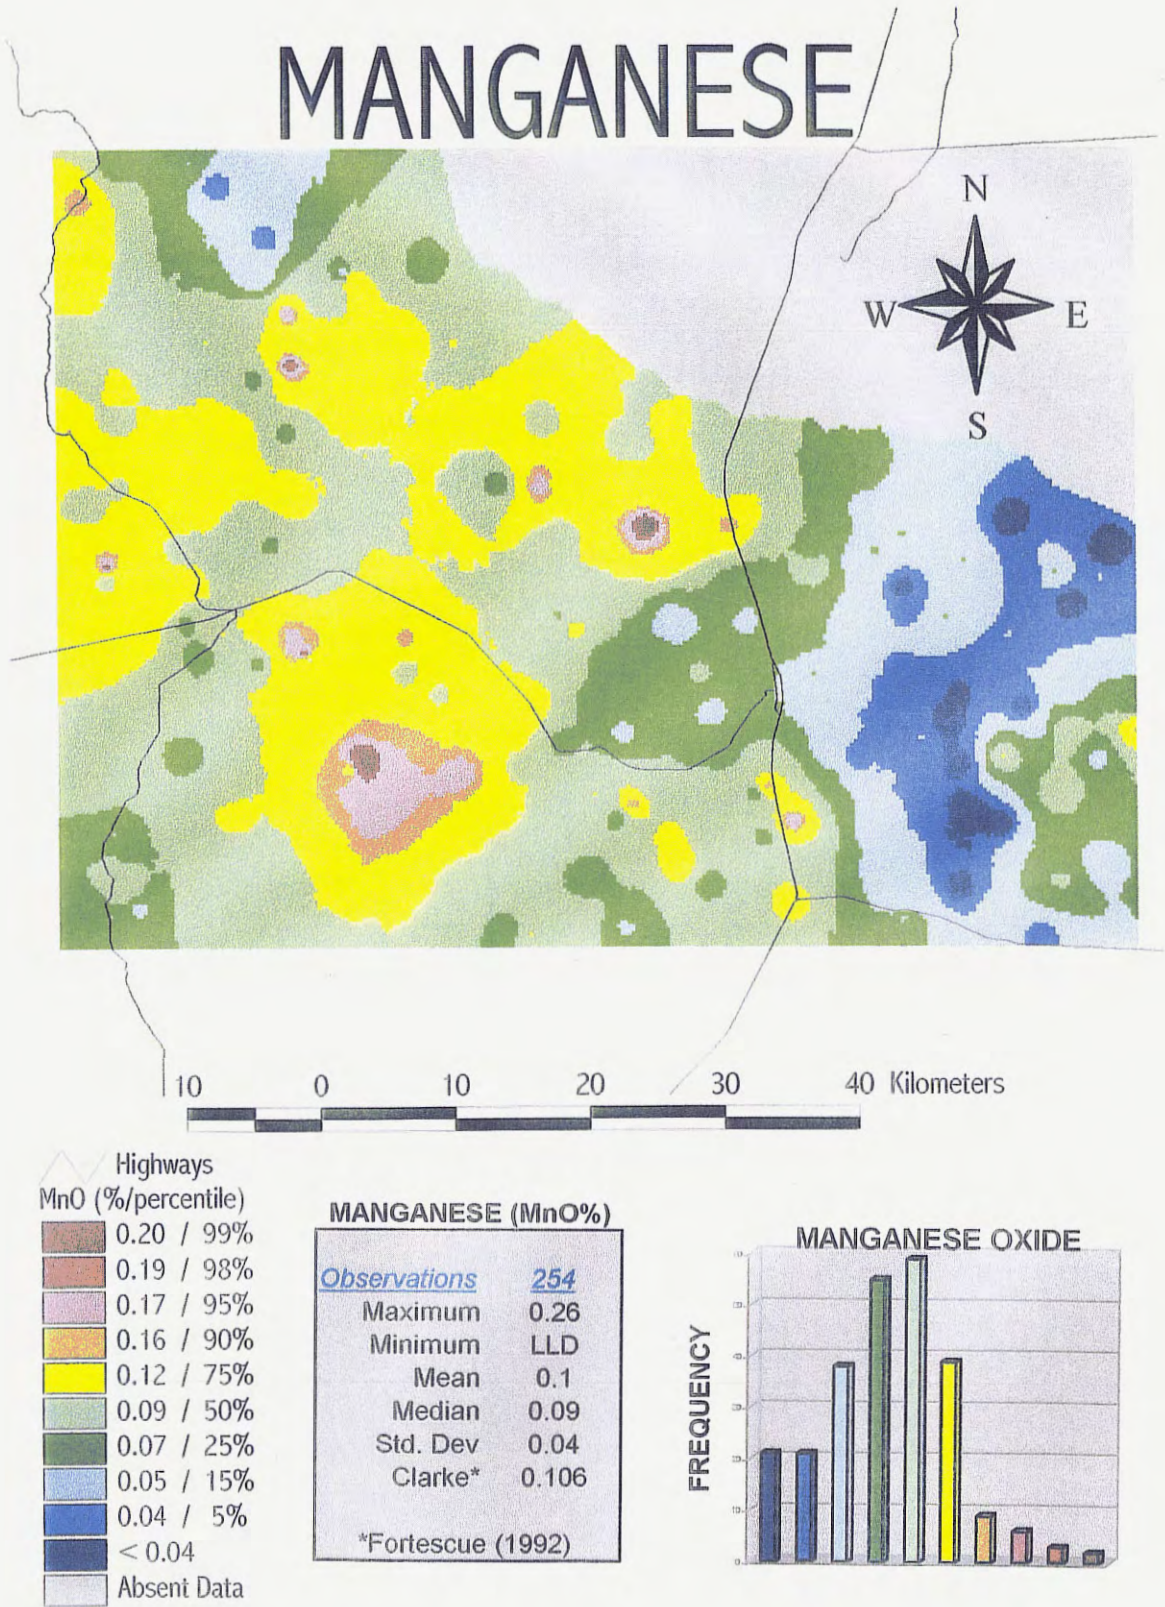 MANGANESE
N
W
E
S
10 0 10 20 30 40 Kilometers
Highways
MnO (%/percentile)
0.20 / 99%
0.19 / 98%
0.17 / 95%
0.16 / 90%
0.12 / 75%
0.09 / 50%
0.07 / 25%
0.05 / 15%
0.04 / 5%
< 0.04
Absent Data
MANGANESE (MnO%)
Observations 254
Maximum 0.26
Minimum LLD
Mean 0.1
Median 0.09
Std. Dev 0.04
Clarke* 0.106
*Fortescue (1992)
MANGANESE OXIDE
FREQUENCY